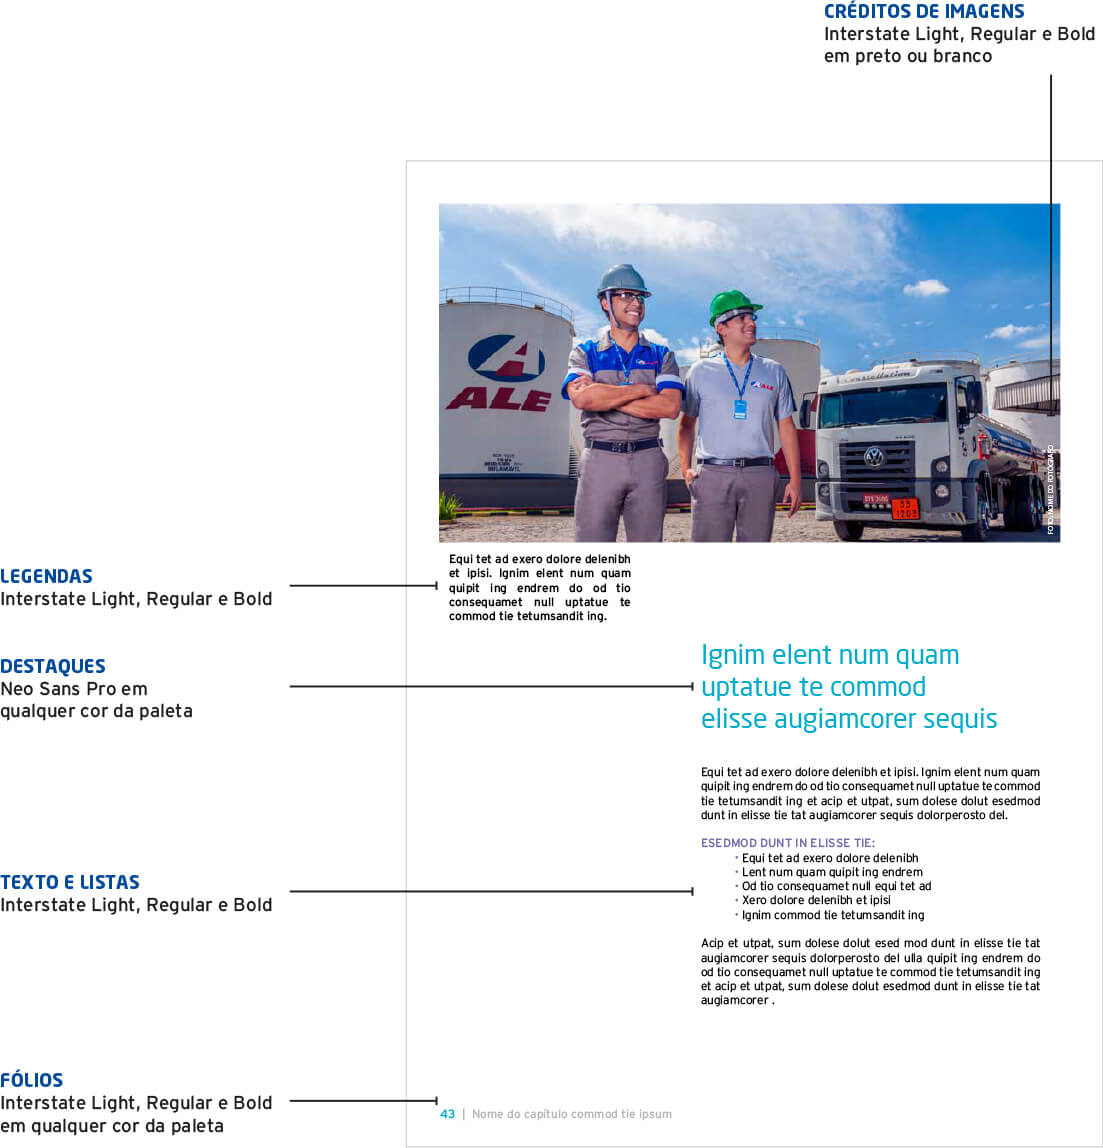 CRÉDITOS DE IMAGENS
Interstate Light, Regular e Bold
em preto ou branco
ALE
INFLAMÁVEL
ALE
Constellation
33
1203
FOTO: NOME DO FOTÓGRAFO
Equi tet ad exero dolore delenibh
et ipisi. Ignim elent num quam
quipit ing endrem do od tio
consequamet null uptatue te
commod tie tetumsandit ing.
LEGENDAS
Interstate Light, Regular e Bold
DESTAQUES
Neo Sans Pro em
qualquer cor da paleta
Ignim elent num quam
uptatue te commod
elisse augiamcorer sequis
Equi tet ad exero dolore delenibh et ipisi. Ignim elent num quam
quipit ing endrem do od tio consequamet null uptatue te commod
tie tetumsandit ing et acip et utpat, sum dolese dolut esedmod
dunt in elisse tie tat augiamcorer sequis dolorperosto del.
ESEDMOD DUNT IN ELISSE TIE:
• Equi tet ad exero dolore delenibh
• Lent num quam quipit ing endrem
• Od tio consequamet null equi tet ad
• Xero dolore delenibh et ipisi
• Ignim commod tie tetumsandit ing
TEXTO E LISTAS
Interstate Light, Regular e Bold
Acip et utpat, sum dolese dolut esed mod dunt in elisse tie tat
augiamcorer sequis dolorperosto del ulla quipit ing endrem do
od tio consequamet null uptatue te commod tie tetumsandit ing
et acip et utpat, sum dolese dolut esedmod dunt in elisse tie tat
augiamcorer .
FÓLIOS
Interstate Light, Regular e Bold
em qualquer cor da paleta
43 | Nome do capítulo commod tie ipsum